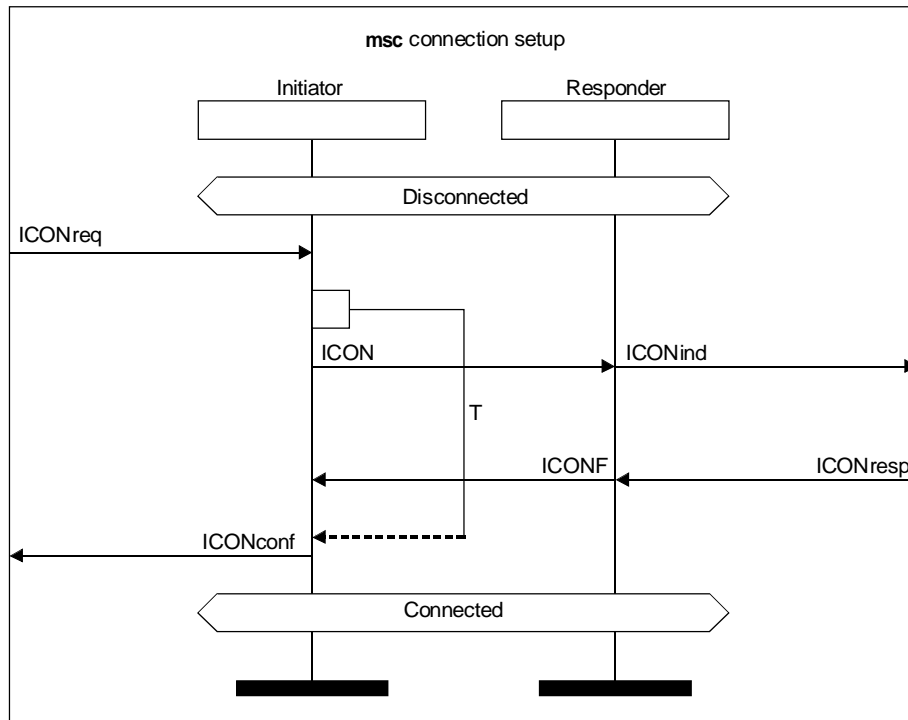 msc connection setup
Initiator
Responder
Disconnected
ICONreq
ICON
ICONind
T
ICONF
ICONresp
ICONconf
Connected